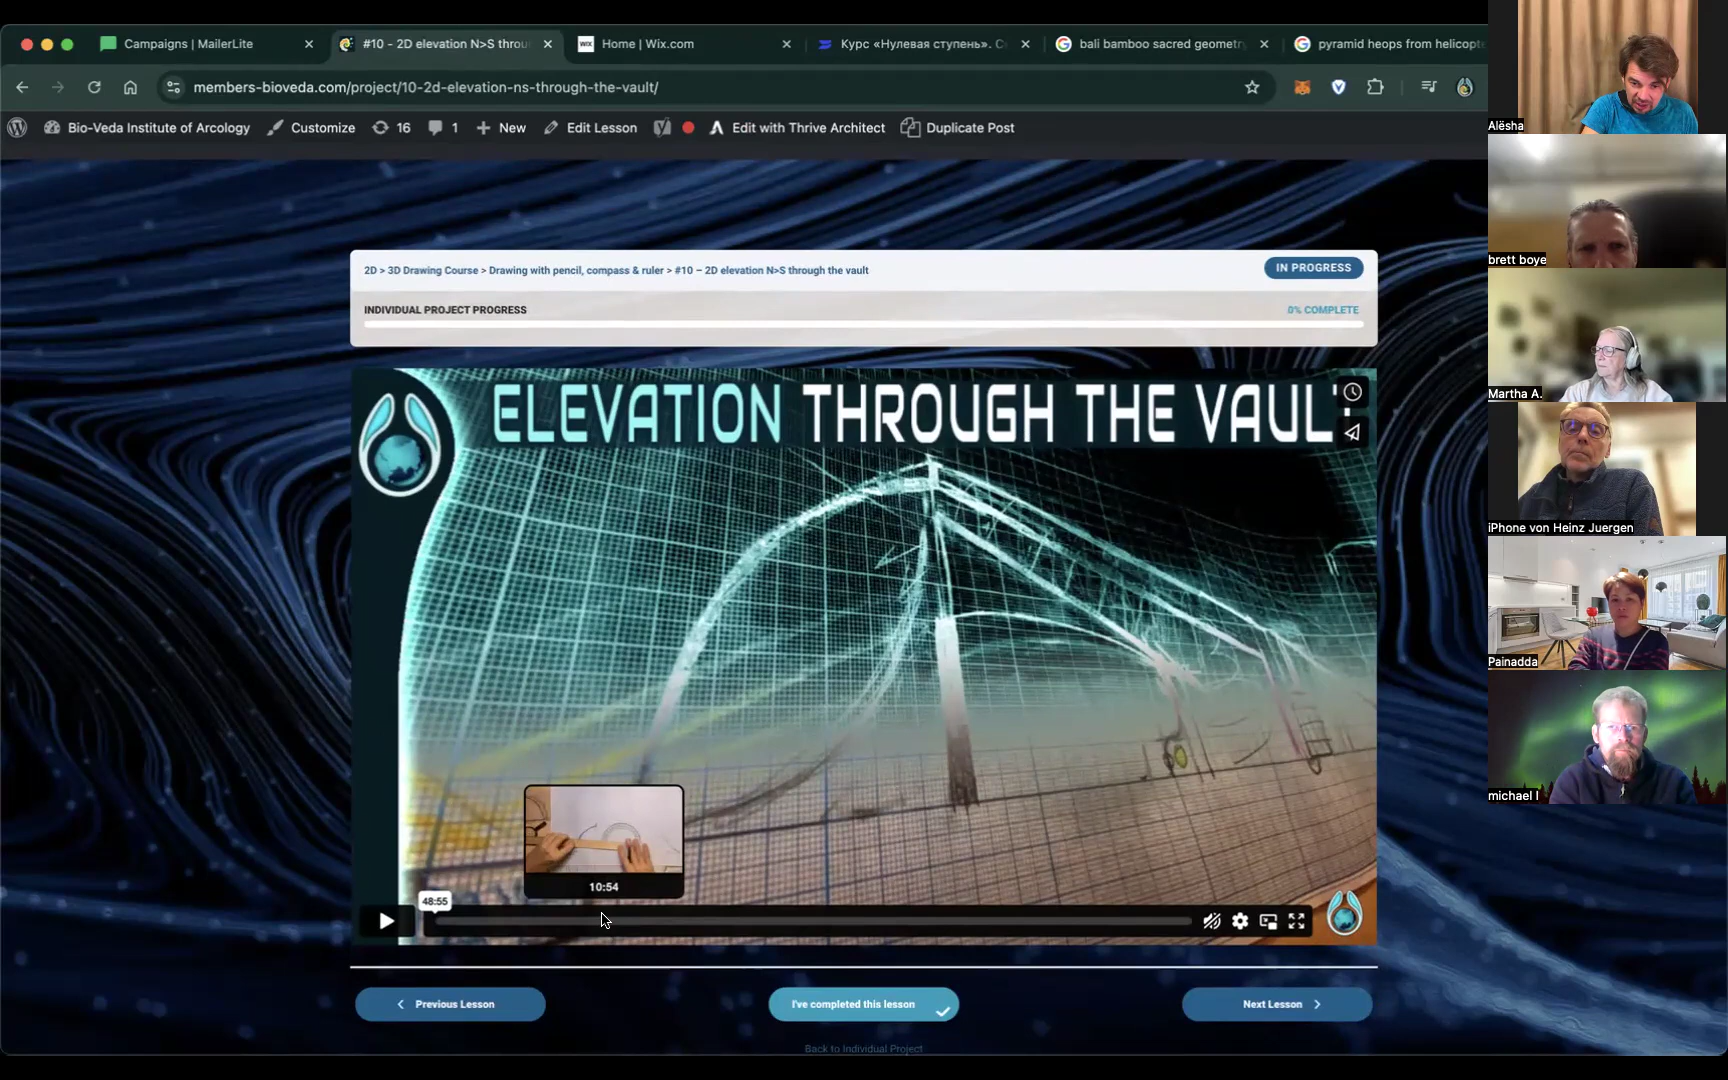 Campaigns | MailerLite
#10 - 2D elevation N>S throu
WiX Home | Wix.com
Курс «Нулевая ступень». С
bali bamboo sacred geometry
pyramid heops from helicopt
members-bioveda.com/project/10-2d-elevation-ns-through-the-vault/
Bio-Veda Institute of Arcology
Customize
16
1
New
Edit Lesson
Edit with Thrive Architect
Duplicate Post
2D > 3D Drawing Course > Drawing with pencil, compass & ruler > #10 – 2D elevation N>S through the vault
IN PROGRESS
INDIVIDUAL PROJECT PROGRESS
0% COMPLETE
ELEVATION THROUGH THE VAULT
10:54
48:55
Previous Lesson
I've completed this lesson
Next Lesson
Back to Individual Project
Alësha
brett boye
Martha A.
iPhone von Heinz Juergen
Painadda
michael l